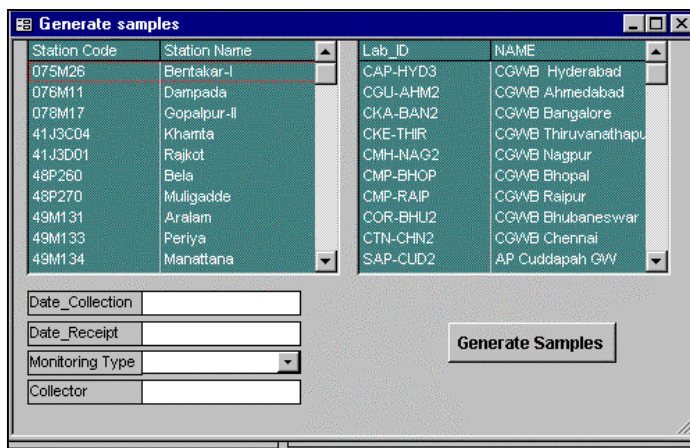 Generate samples
Station Code Station Name
075M26 Bentakar-I
076M11 Dampada
078M17 Gopalpur-II
41J3C04 Khamta
41J3D01 Rajkot
48P260 Bela
48P270 Muligadde
49M131 Aralam
49M133 Periya
49M134 Manattana
Lab_ID NAME
CAP-HYD3 CGWB Hyderabad
CGU-AHM2 CGWB Ahmedabad
CKA-BAN2 CGWB Bangalore
CKE-THIR CGWB Thiruvanathapu
CMH-NAG2 CGWB Nagpur
CMP-BHOP CGWB Bhopal
CMP-RAIP CGWB Raipur
COR-BHU2 CGWB Bhubaneswar
CTN-CHN2 CGWB Chennai
SAP-CUD2 AP Cuddapah GW
Date_Collection
Date_Receipt
Monitoring Type
Collector
Generate Samples